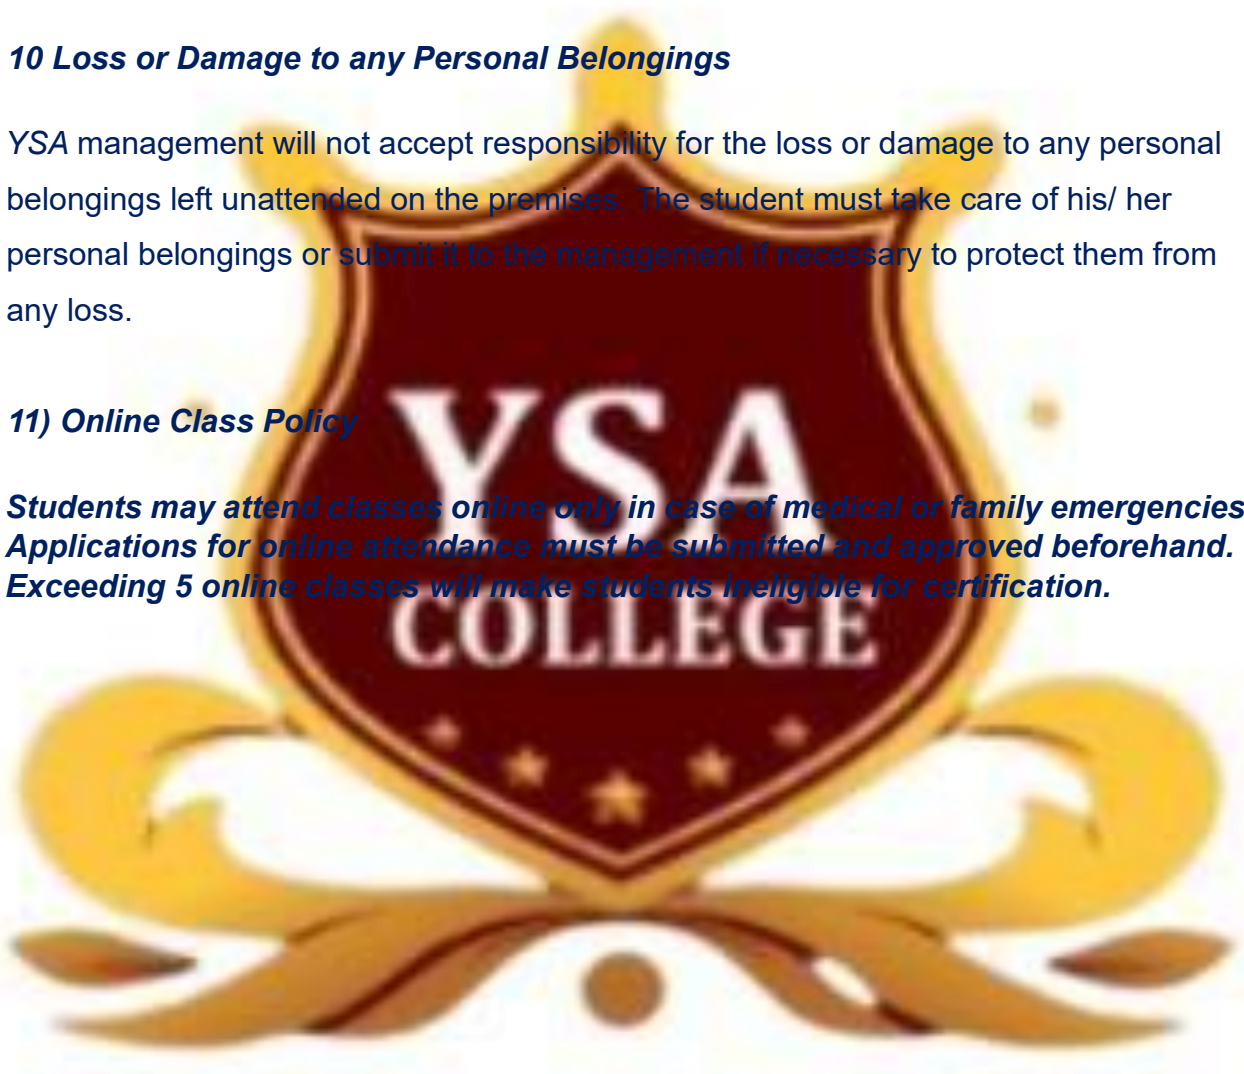 10 Loss or Damage to any Personal Belongings
YSA management will not accept responsibility for the loss or damage to any personal
belongings left unattended on the premises. The student must take care of his/ her
personal belongings or submit it to the management if necessary to protect them from
any loss.
11) Online Class Policy
YSA
Students may attend classes online only in case of medical or family emergencies
Applications for online attendance must be submitted and approved beforehand.
Exceeding 5 online classes will make students ineligible for certification.
COLLEGE